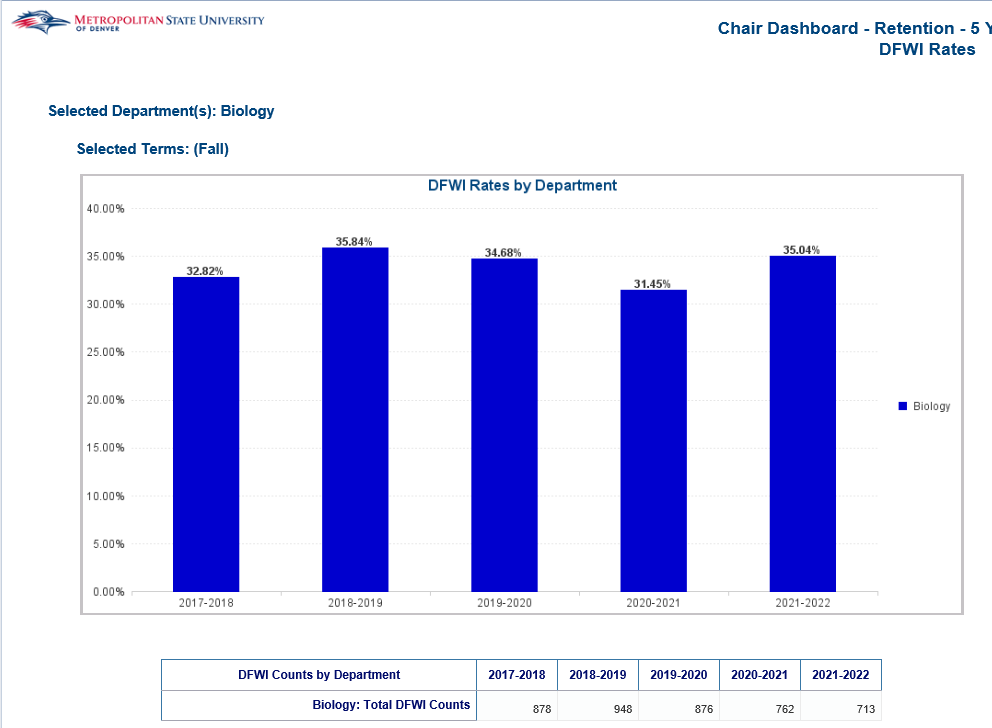 METROPOLITAN STATE UNIVERSITY
OF DENVER
Chair Dashboard - Retention - 5 Y
DFWI Rates
Selected Department(s): Biology
Selected Terms: (Fall)
DFWI Rates by Department
40.00%
35.00%
30.00%
25.00%
20.00%
15.00%
10.00%
5.00%
0.00%
32.82%
35.84%
34.68%
31.45%
35.04%
2017-2018 2018-2019 2019-2020 2020-2021 2021-2022
Biology
DFWI Counts by Department 2017-2018 2018-2019 2019-2020 2020-2021 2021-2022
Biology: Total DFWI Counts 878 948 876 762 713